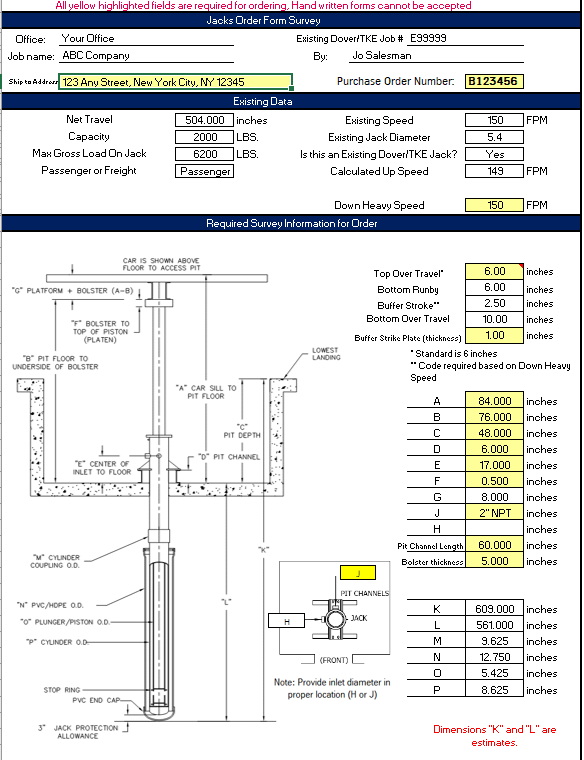 All yellow highlighted fields are required for ordering, Hand written forms cannot be accepted
Jacks Order Form Survey
Office: Your Office Existing Dover/TKE Job # E99999
Job name: ABC Company By: Jo Salesman
Ship to Address 123 Any Street, New York City, NY 12345 Purchase Order Number: B123456
Existing Data
Net Travel 504.000 inches Existing Speed 150 FPM
Capacity 2000 LBS. Existing Jack Diameter 5.4
Max Gross Load On Jack 6200 LBS. Is this an Existing Dover/TKE Jack? Yes
Passenger or Freight Passenger Calculated Up Speed 149 FPM
Down Heavy Speed 150 FPM
Required Survey Information for Order
CAR IS SHOWN ABOVE
FLOOR TO ACCESS PIT
"G" PLATFORM + BOLSTER (A-B)
"F" BOLSTER TO
TOP OF PISTON
(PLATEN)
"B" PIT FLOOR TO
UNDERSIDE OF BOLSTER
LOWEST
LANDING
"A" CAR SILL TO
PIT FLOOR
"C"
PIT DEPTH
"E" CENTER OF
INLET TO FLOOR
"D" PIT CHANNEL
"M" CYLINDER
COUPLING O.D.
"K"
"L"
"N" PVC/HDPE O.D.
"O" PLUNGER/PISTON O.D.
"P" CYLINDER O.D.
STOP RING
PVC END CAP
3" JACK PROTECTION
ALLOWANCE
J
PIT CHANNELS
H
JACK
(FRONT)
Note: Provide inlet diameter in
proper location (H or J)
Top Over Travel* 6.00 inches
Bottom Runby 6.00 inches
Buffer Stroke** 2.50 inches
Bottom Over Travel 10.00 inches
Buffer Strike Plate (thickness) 1.00 inches
* Standard is 6 inches
** Code required based on Down Heavy
Speed
A 84.000 inches
B 76.000 inches
C 48.000 inches
D 6.000 inches
E 17.000 inches
F 0.500 inches
G 8.000 inches
J 2" NPT inches
H inches
Pit Channel Length 60.000 inches
Bolster thickness 5.000 inches
K 609.000 inches
L 561.000 inches
M 9.625 inches
N 12.750 inches
O 5.425 inches
P 8.625 inches
Dimensions "K" and "L" are
estimates.